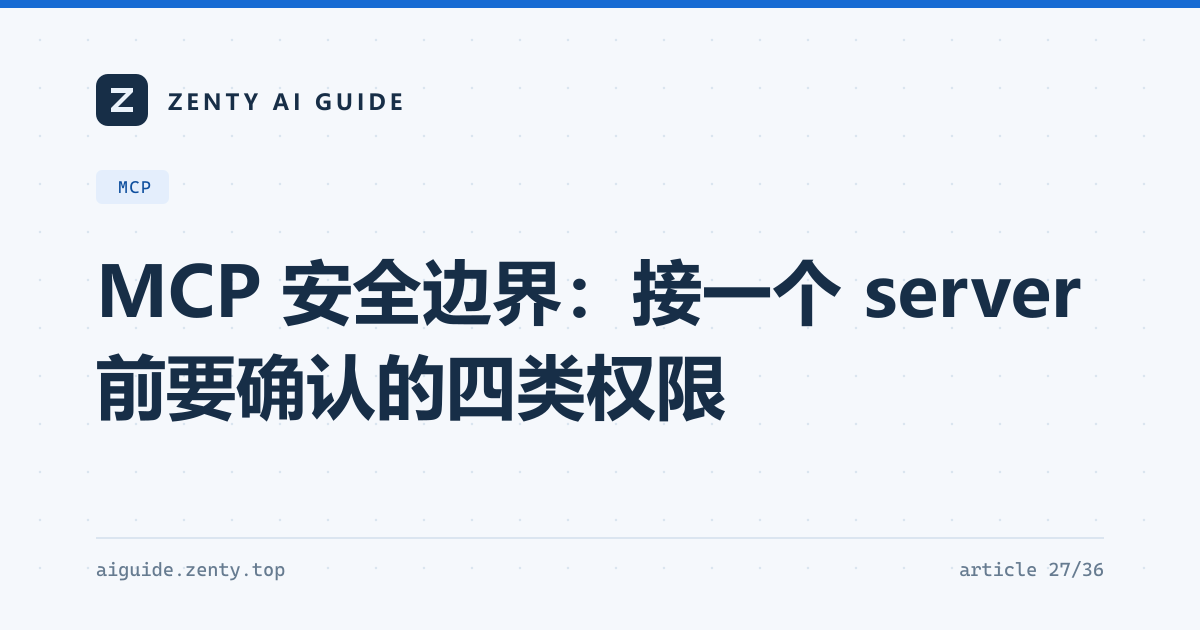 Z ZENTY AI GUIDE
MCP
MCP 安全边界：接一个 server
前要确认的四类权限
aiguide.zenty.top
article 27/36